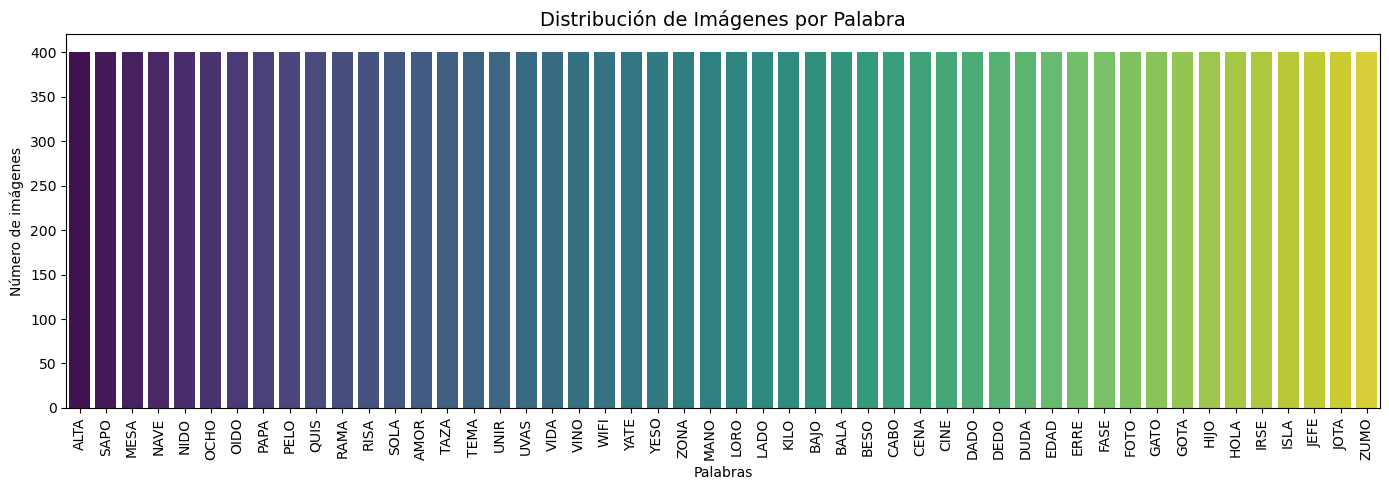 Distribución de Imágenes por Palabra
Número de imágenes
400
350
300
250
200
150
100
50
0
ALTA
SAPO
MESA
NAVE
NIDO
OCHO
OIDO
PAPA
PELO
QUIS
RAMA
RISA
SOLA
AMOR
TAZA
TEMA
UNIR
UVAS
VIDA
VINO
WIFI
YATE
YESO
ZONA
MANO
LORO
LADO
KILO
BAJO
BALA
BESO
CABO
CENA
CINE
DADO
DEDO
DUDA
EDAD
ERRE
FASE
FOTO
GATO
GOTA
HIJO
HOLA
IRSE
ISLA
JEFE
JOTA
ZUMO
Palabras